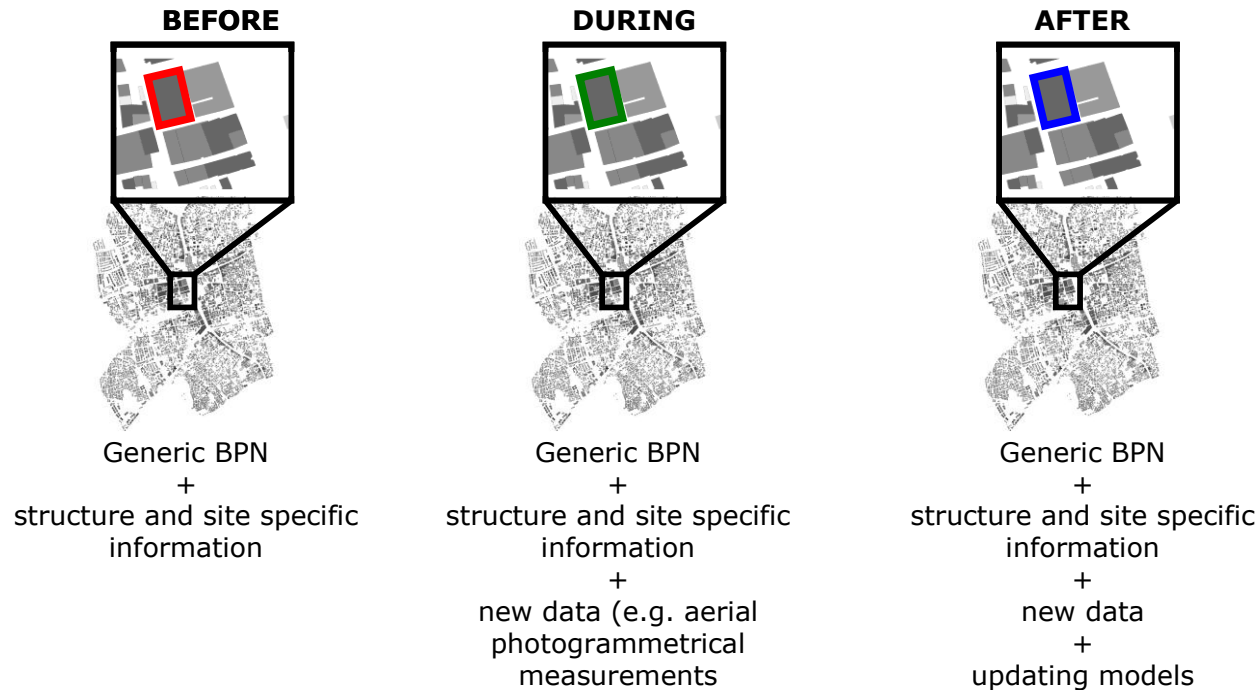 BEFORE
Generic BPN
+
structure and site specific
information
DURING
Generic BPN
+
structure and site specific
information
+
new data (e.g. aerial
photogrammetrical
measurements
AFTER
Generic BPN
+
structure and site specific
information
+
new data
+
updating models